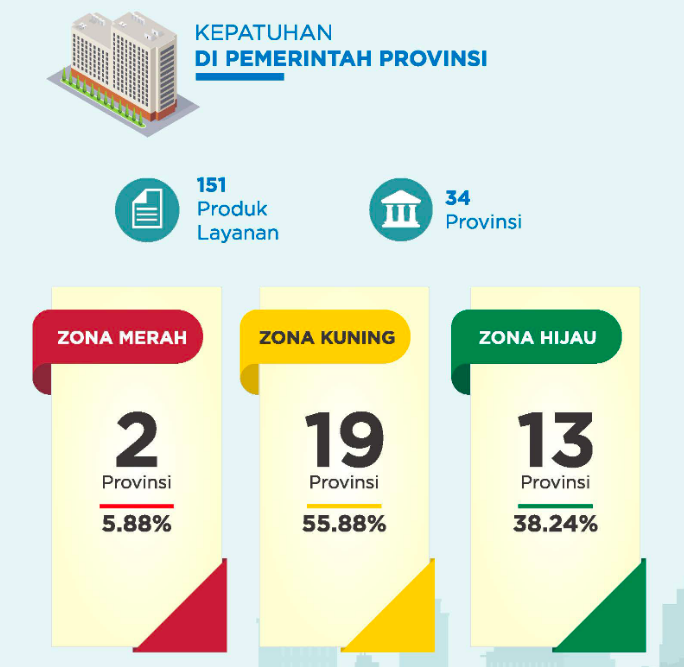 KEPATUHAN
DI PEMERINTAH PROVINSI
151
Produk
Layanan
34
Provinsi
ZONA MERAH
2
Provinsi
5.88%
ZONA KUNING
19
Provinsi
55.88%
ZONA HIJAU
13
Provinsi
38.24%